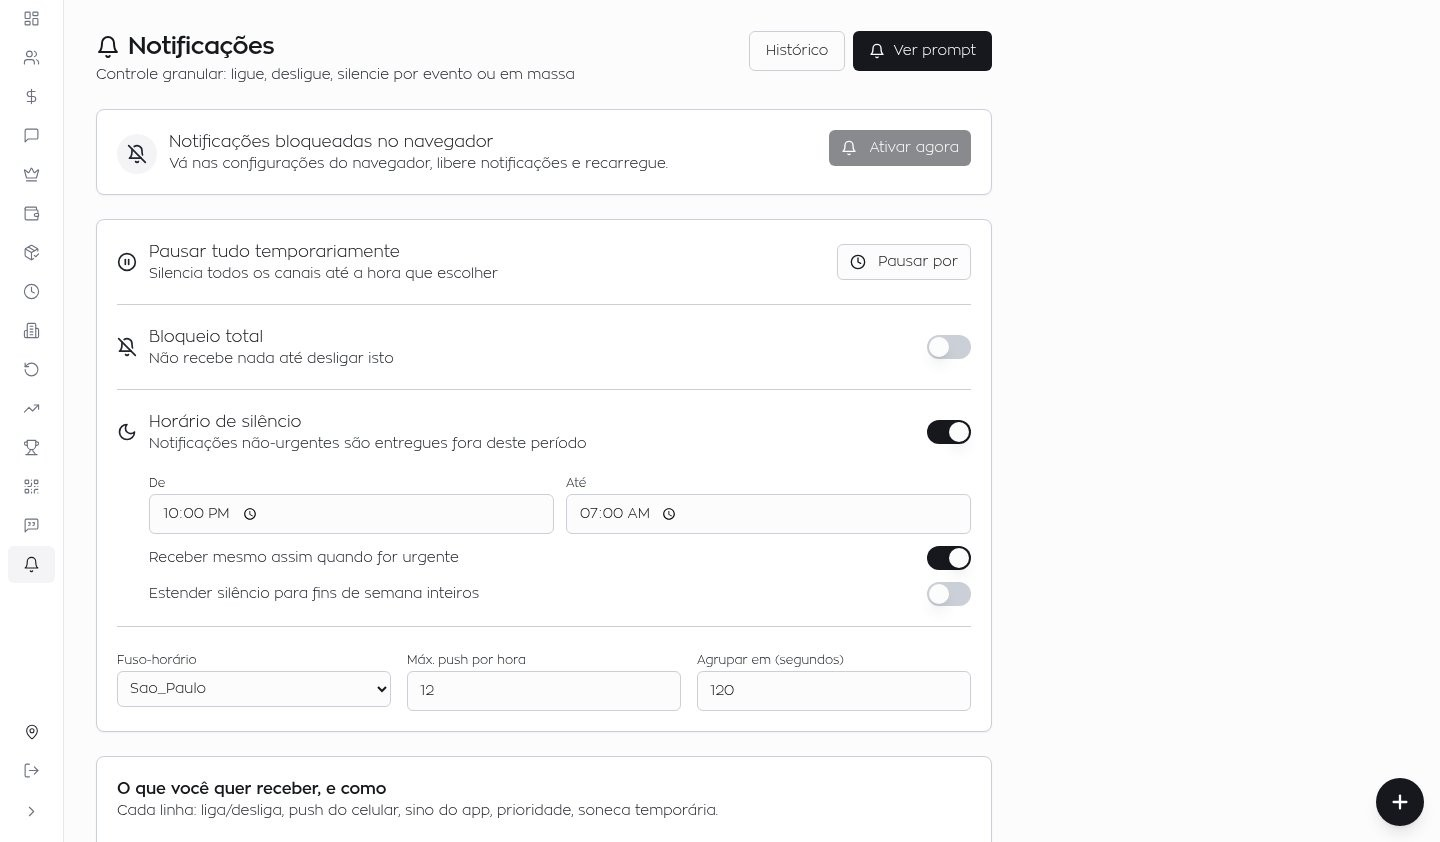 Notificações
Controle granular: ligue, desligue, silencie por evento ou em massa
Histórico
Ver prompt
Notificações bloqueadas no navegador
Vá nas configurações do navegador, libere notificações e recarregue.
Ativar agora
Pausar tudo temporariamente
Silencia todos os canais até a hora que escolher
Pausar por
Bloqueio total
Não recebe nada até desligar isto
Horário de silêncio
Notificações não-urgentes são entregues fora deste período
De
Até
10:00 PM
07:00 AM
Receber mesmo assim quando for urgente
Estender silêncio para fins de semana inteiros
Fuso-horário
Máx. push por hora
Agrupar em (segundos)
Sao_Paulo
12
120
O que você quer receber, e como
Cada linha: liga/desliga, push do celular, sino do app, prioridade, soneca temporária.